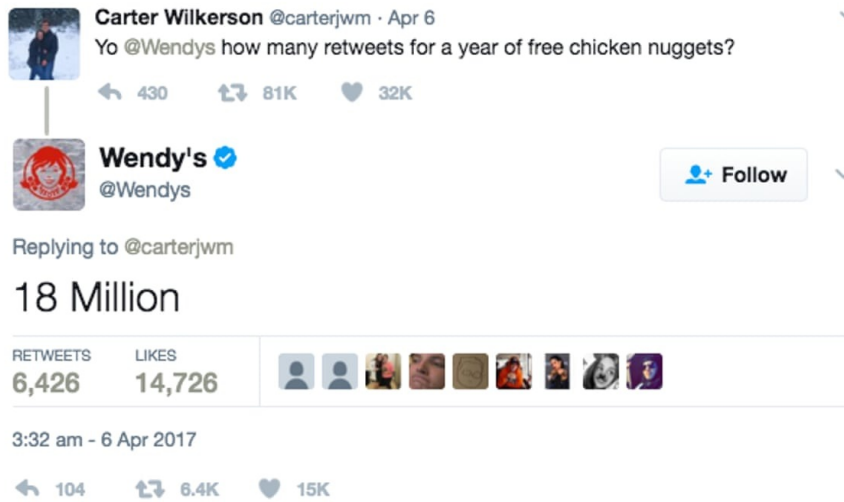 Carter Wilkerson @carterjwm · Apr 6
Yo @Wendys how many retweets for a year of free chicken nuggets?
430 81K 32K
Wendy's
@Wendys
Follow
Replying to @carterjwm
18 Million
RETWEETS LIKES
6,426 14,726
3:32 am - 6 Apr 2017
104 6.4K 15K